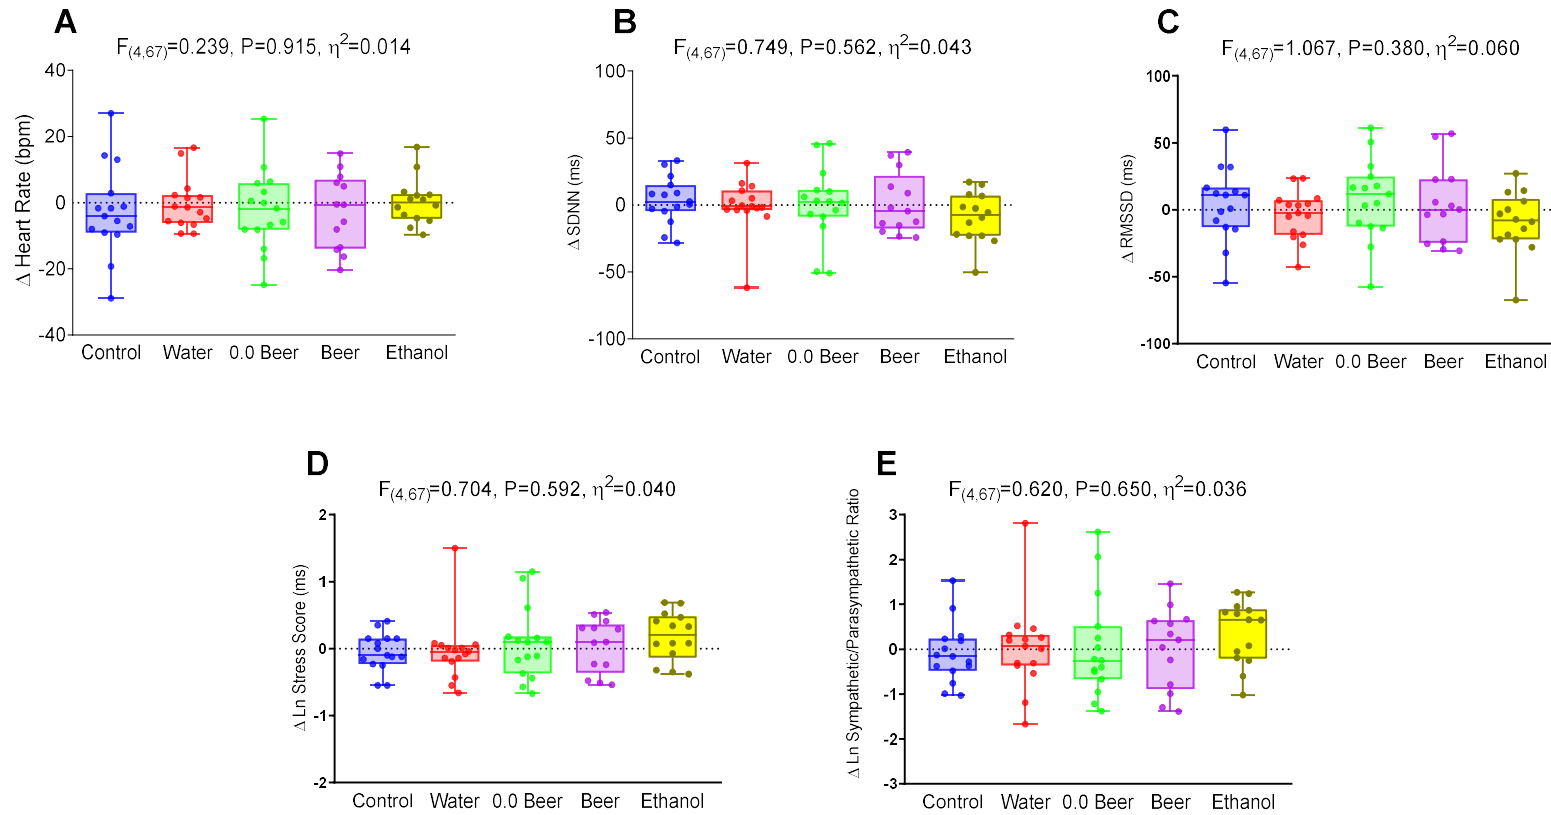 A
F(4,67)=0.239, P=0.915, η2=0.014
Δ Heart Rate (bpm)
40
20
0
-20
-40
Control Water 0.0 Beer Beer Ethanol
B
F(4,67)=0.749, P=0.562, η2=0.043
Δ SDNN (ms)
100
50
0
-50
-100
Control Water 0.0 Beer Beer Ethanol
C
F(4,67)=1.067, P=0.380, η2=0.060
Δ RMSSD (ms)
100
50
0
-50
-100
Control Water 0.0 Beer Beer Ethanol
D
F(4,67)=0.704, P=0.592, η2=0.040
Δ Ln Stress Score (ms)
2
1
0
-1
-2
Control Water 0.0 Beer Beer Ethanol
E
F(4,67)=0.620, P=0.650, η2=0.036
Δ Ln Sympathetic/Parasympathetic Ratio
3
2
1
0
-1
-2
-3
Control Water 0.0 Beer Beer Ethanol